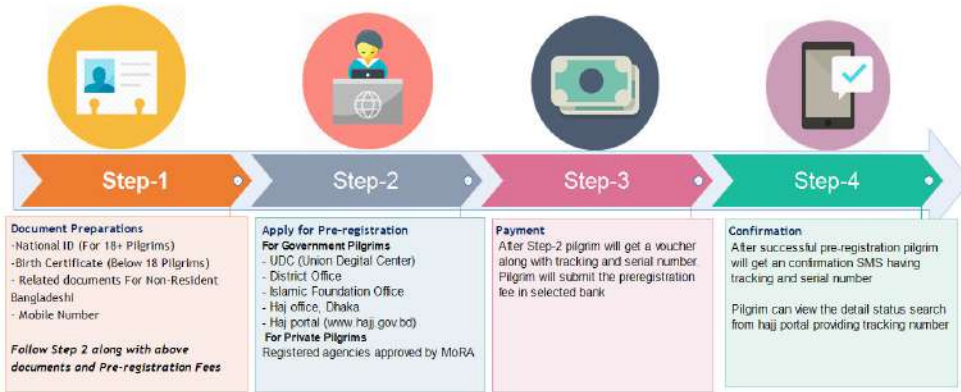 Step-1
Step-2
Step-3
Step-4
Document Preparations
-National ID (For 18+ Pilgrims)
-Birth Certificate (Below 18 Pilgrims)
- Related documents For Non-Resident
Bangladeshi
- Mobile Number
Follow Step 2 along with above
documents and Pre-registration Fees
Apply for Pre-registration
For Government Pilgrims
- UDC (Union Degital Center)
- District Office
- Islamic Foundation Office
- Haj office, Dhaka
- Haj portal (www.hajj.gov.bd)
For Private Pilgrims
Registered agencies approved by MoRA
Payment
After Step-2 pilgrim will get a voucher
along with tracking and serial number.
Pilgrim will submit the preregistration
fee in selected bank
Confirmation
After successful pre-registration pilgrim
will get an confirmation SMS having
tracking and serial number
Pilgrim can view the detail status search
from hajj portal providing tracking number